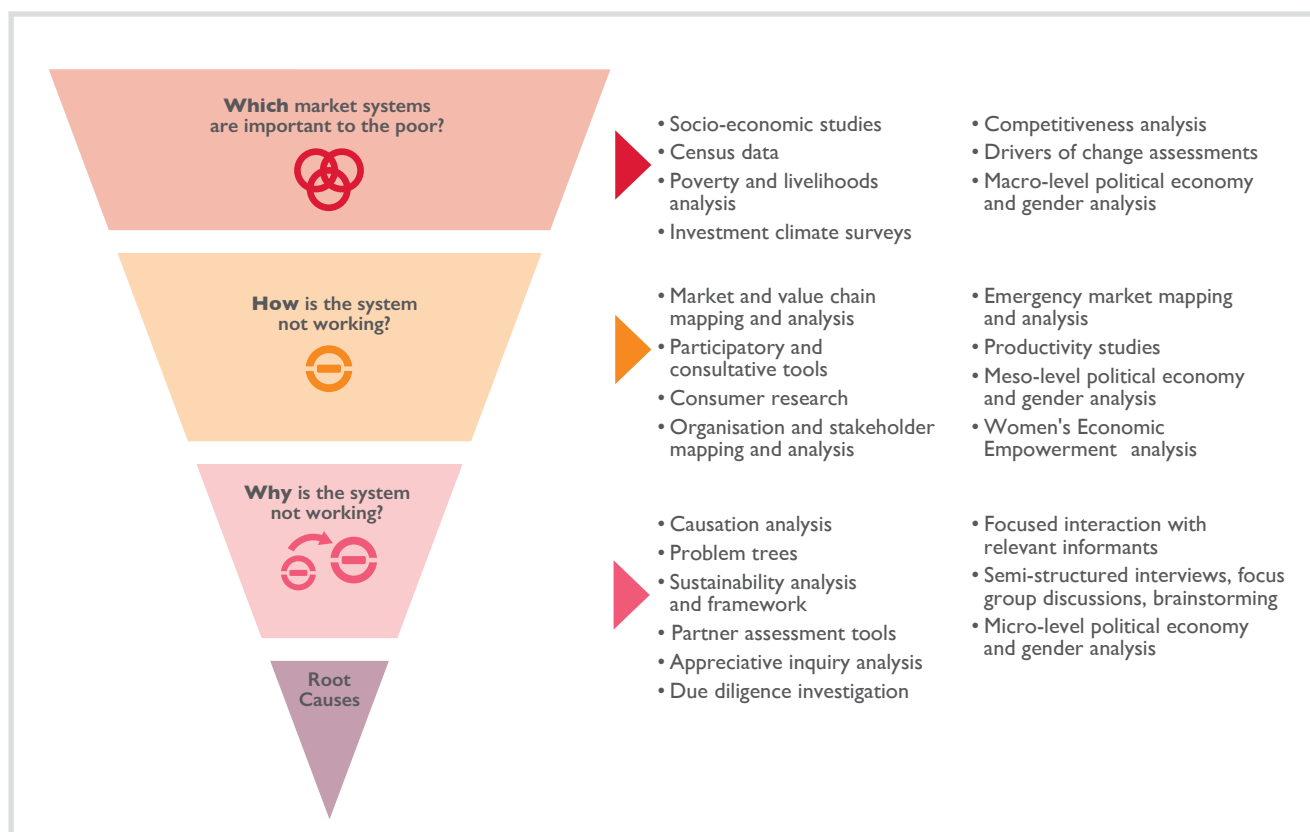 Which market systems
are important to the poor?
• Socio-economic studies
• Census data
• Poverty and livelihoods
analysis
• Investment climate surveys
• Competitiveness analysis
• Drivers of change assessments
• Macro-level political economy
and gender analysis
How is the system
not working?
• Market and value chain
mapping and analysis
• Participatory and
consultative tools
• Consumer research
• Organisation and stakeholder
mapping and analysis
• Emergency market mapping
and analysis
• Productivity studies
• Meso-level political economy
and gender analysis
• Women's Economic
Empowerment analysis
Why is the system
not working?
• Causation analysis
• Problem trees
• Sustainability analysis
and framework
• Partner assessment tools
• Appreciative inquiry analysis
• Due diligence investigation
• Focused interaction with
relevant informants
• Semi-structured interviews, focus
group discussions, brainstorming
• Micro-level political economy
and gender analysis
Root
Causes